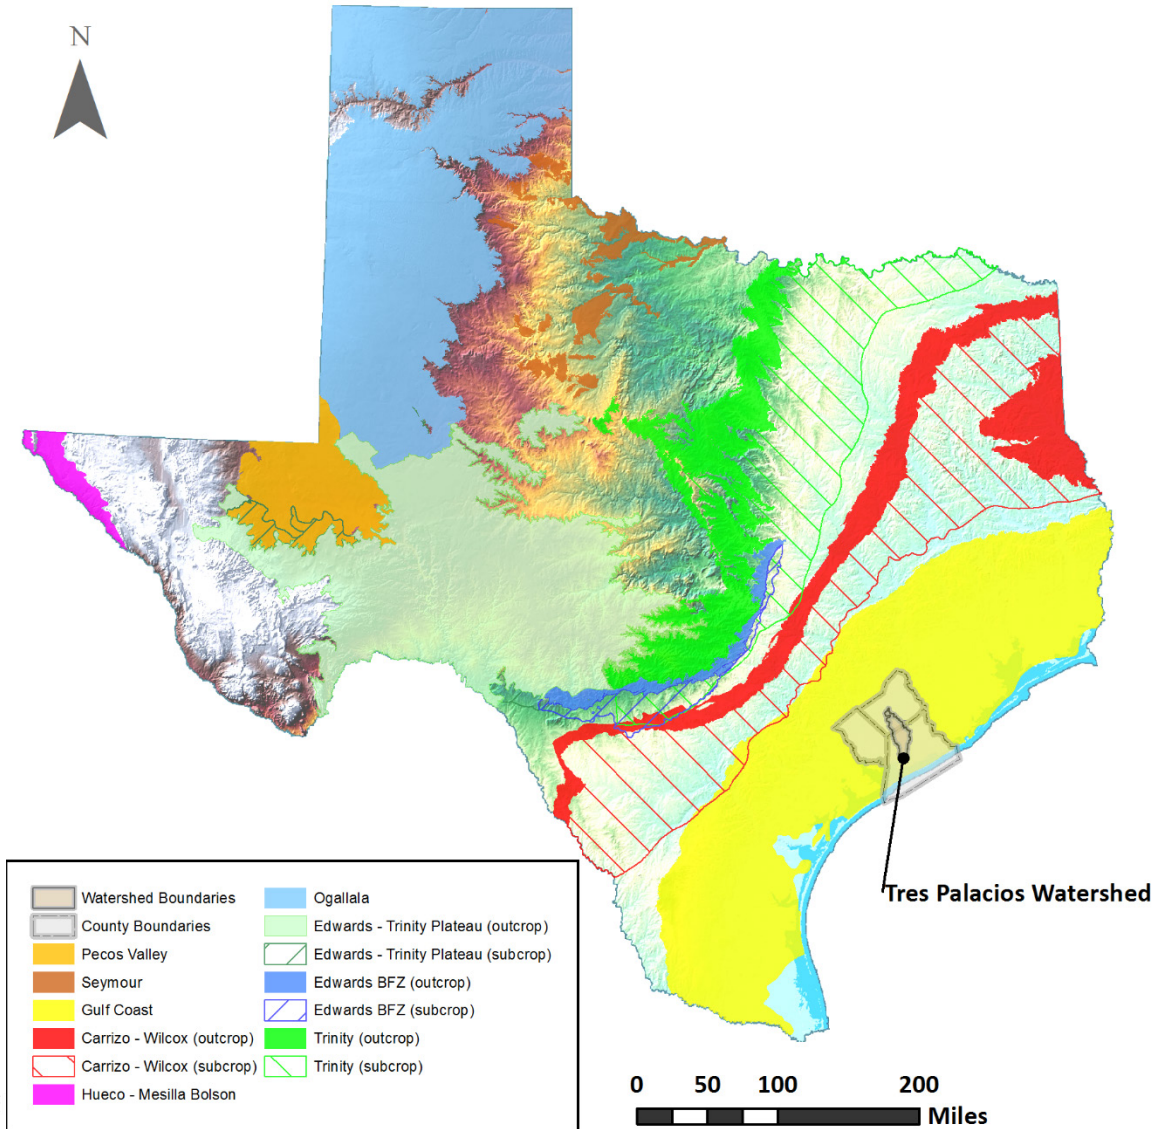 N
Tres Palacios Watershed
Watershed Boundaries
County Boundaries
Pecos Valley
Seymour
Gulf Coast
Carrizo - Wilcox (outcrop)
Carrizo - Wilcox (subcrop)
Hueco - Mesilla Bolson
Ogallala
Edwards - Trinity Plateau (outcrop)
Edwards - Trinity Plateau (subcrop)
Edwards BFZ (outcrop)
Edwards BFZ (subcrop)
Trinity (outcrop)
Trinity (subcrop)
0 50 100 200
Miles